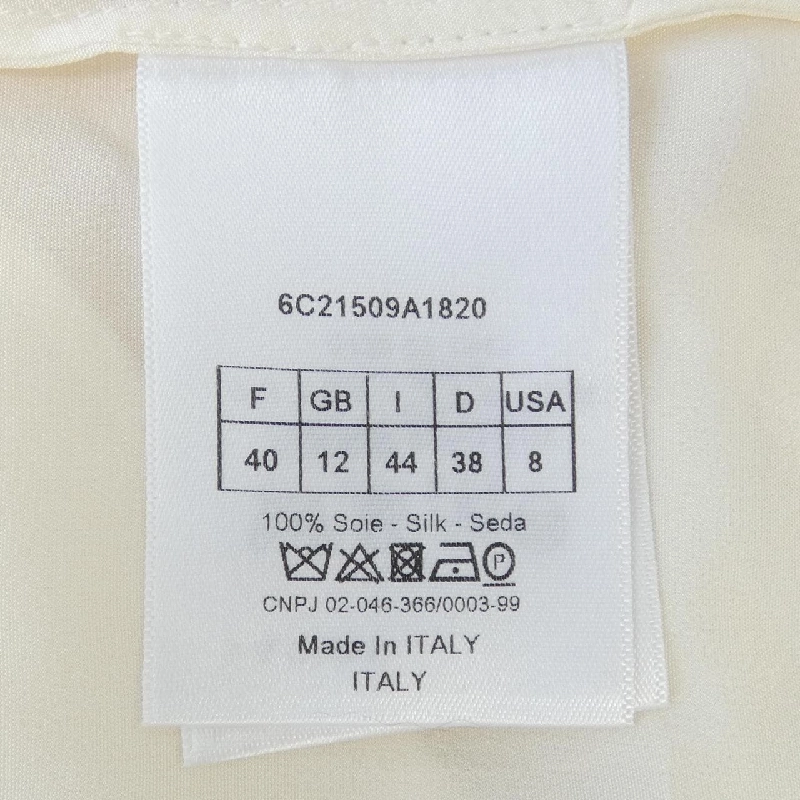 6C21509A1820
F GB I D USA
40 12 44 38 8
100% Soie - Silk - Seda
P
CNPJ 02-046-366/0003-99
Made In ITALY
ITALY